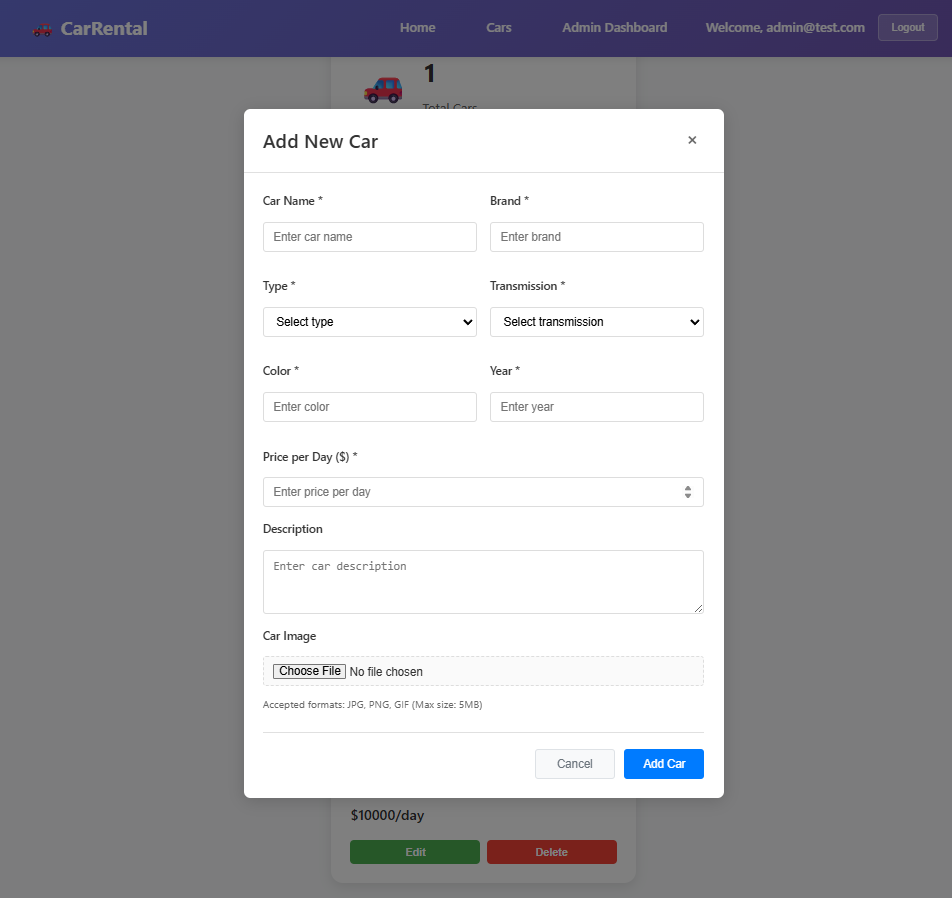 CarRental Home Cars Admin Dashboard Welcome, admin@test.com Logout
1
Total Cars
Add New Car ×
Car Name * Brand *
Enter car name Enter brand
Type * Transmission *
Select type Select transmission
Color * Year *
Enter color Enter year
Price per Day ($) *
Enter price per day
Description
Enter car description
Car Image
Choose File No file chosen
Accepted formats: JPG, PNG, GIF (Max size: 5MB)
Cancel Add Car
$10000/day
Edit Delete